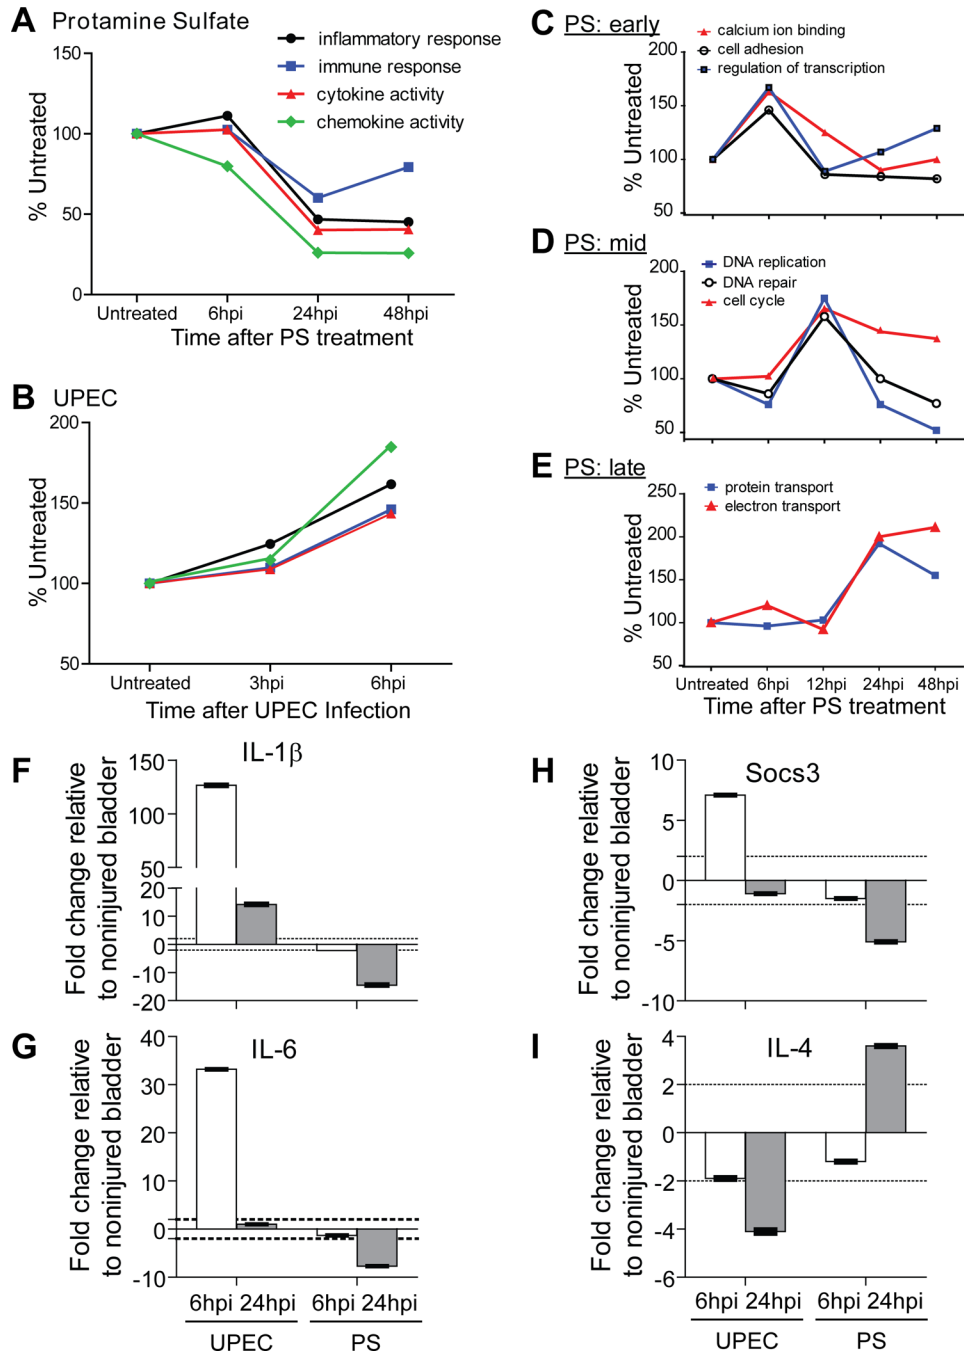 A Protamine Sulfate
inflammatory response
immune response
cytokine activity
chemokine activity
% Untreated
150
100
50
0
Untreated 6hpi 24hpi 48hpi
Time after PS treatment
B UPEC
% Untreated
200
150
100
50
Untreated 3hpi 6hpi
Time after UPEC Infection
C PS: early
calcium ion binding
cell adhesion
regulation of transcription
% Untreated
200
150
100
50
D PS: mid
DNA replication
DNA repair
cell cycle
% Untreated
200
150
100
50
E PS: late
protein transport
electron transport
% Untreated
250
200
150
100
50
Untreated 6hpi 12hpi 24hpi 48hpi
Time after PS treatment
F IL-1β
Fold change relative
to noninjured bladder
150
100
50
20
10
0
-10
-20
G IL-6
Fold change relative
to noninjured bladder
40
30
20
10
0
-10
6hpi 24hpi 6hpi 24hpi
UPEC PS
H Socs3
Fold change relative
to noninjured bladder
10
5
0
-5
-10
I IL-4
Fold change relative
to noninjured bladder
4
2
0
-2
-4
-6
6hpi 24hpi 6hpi 24hpi
UPEC PS